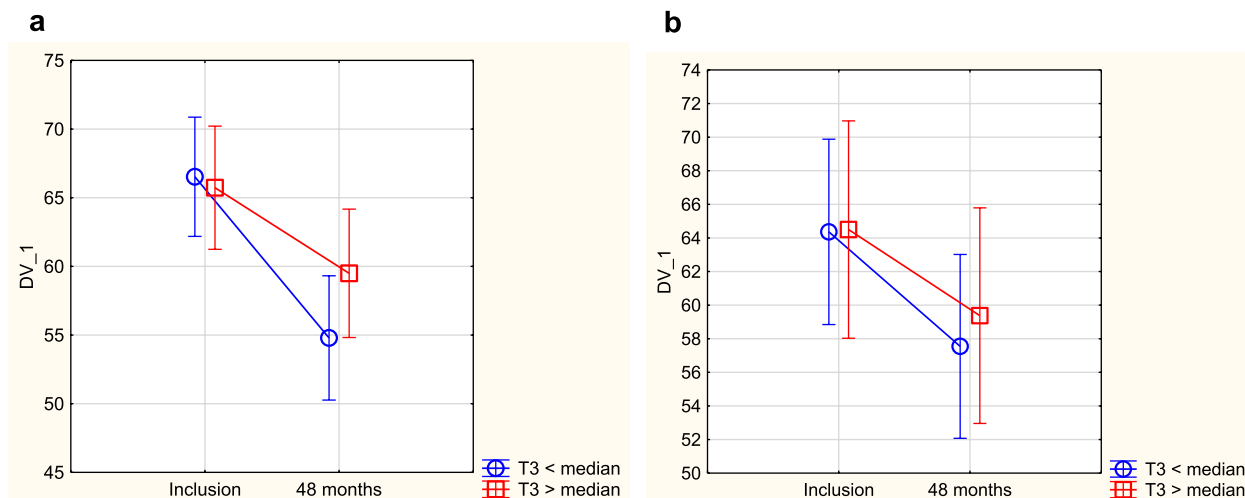 a
75
70
65
60
55
50
45
DV_1
Inclusion
48 months
T3 < median
T3 > median
b
74
72
70
68
66
64
62
60
58
56
54
52
50
DV_1
Inclusion
48 months
T3 < median
T3 > median